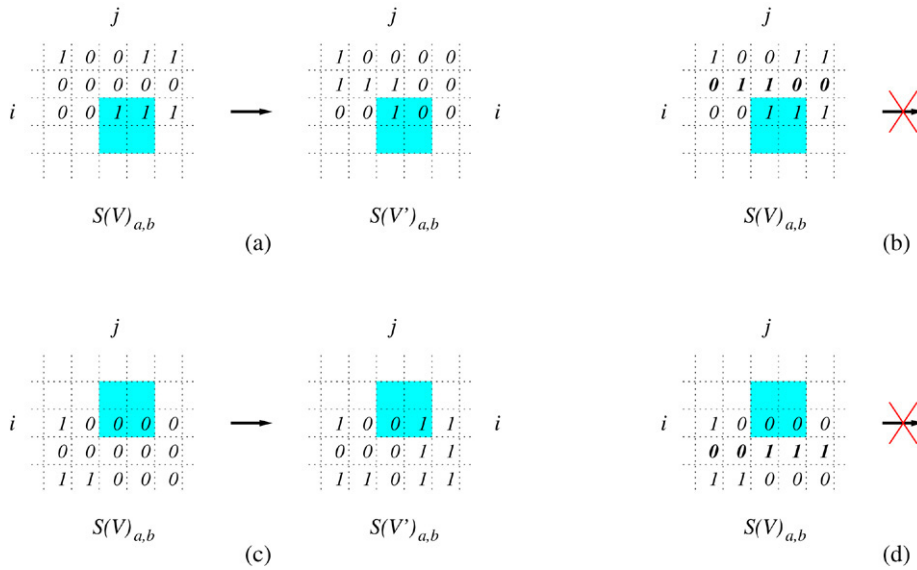 j j
1 0 0 1 1 1 0 0 0 0 1 0 0 1 1
0 0 0 0 0 1 1 1 0 0 0 1 1 0 0
i 0 0 1 1 1 0 0 1 0 0 i 0 0 1 1 1
S(V)a,b S(V')a,b S(V)a,b
(a) (b)
j j
i 1 0 0 0 0 1 0 0 1 1 i 1 0 0 0 0
0 0 0 0 0 0 0 0 1 1 0 0 1 1 1
1 1 0 0 0 1 1 0 1 1 1 1 0 0 0
S(V)a,b S(V')a,b S(V)a,b
(c) (d)